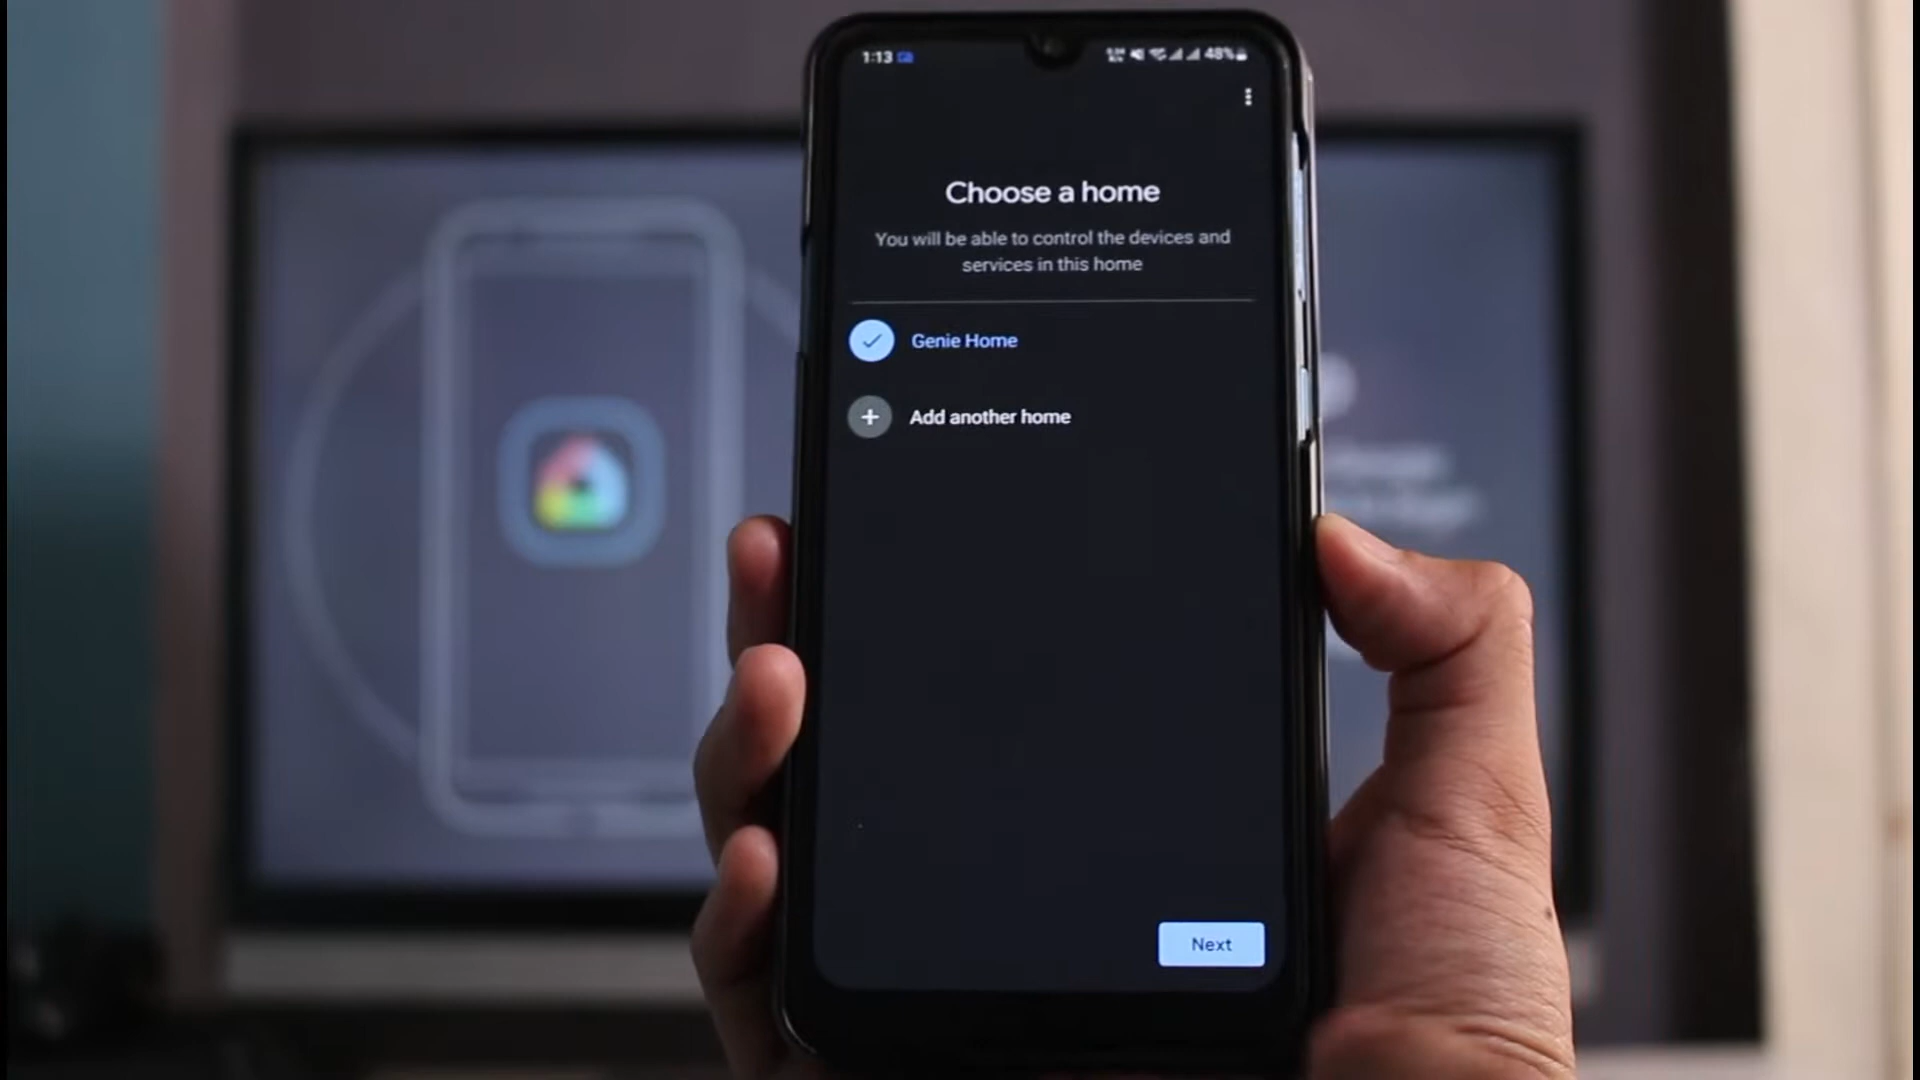 1:13
48%
Choose a home
You will be able to control the devices and
services in this home
Genie Home
Add another home
Next